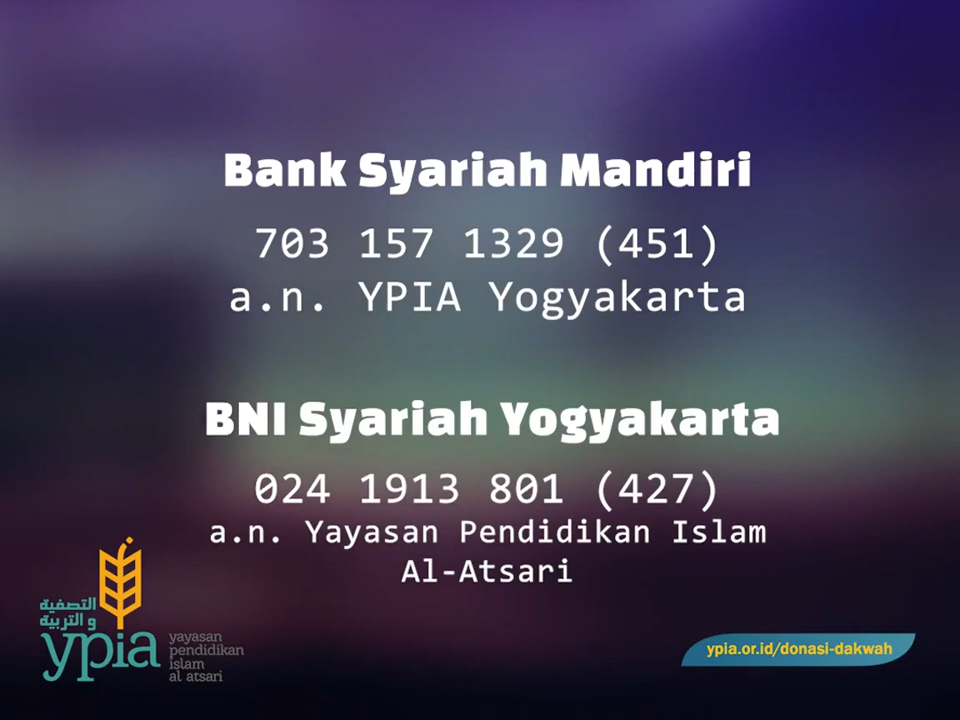 Bank Syariah Mandiri
703 157 1329 (451)
a.n. YPIA Yogyakarta
BNI Syariah Yogyakarta
024 1913 801 (427)
a.n. Yayasan Pendidikan Islam
Al-Atsari
التصفية
و التربية
ypia
yayasan
pendidikan
islam
al atsari
ypia.or.id/donasi-dakwah